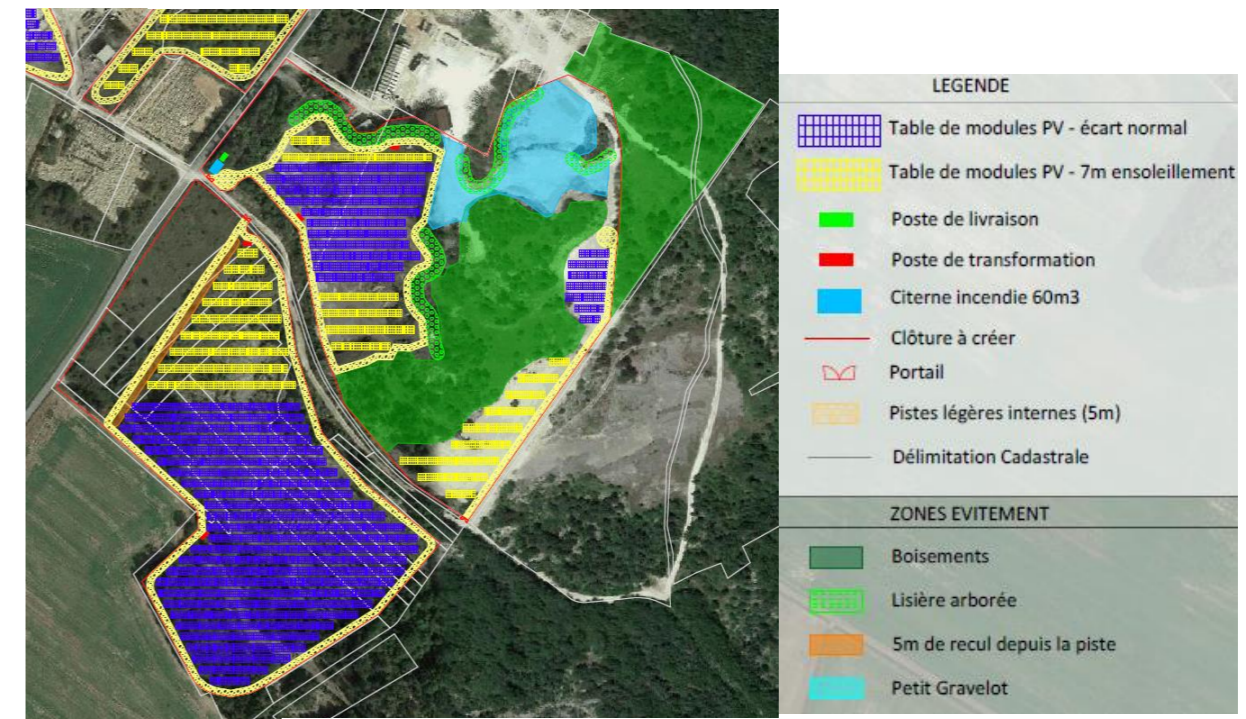 LEGENDE
Table de modules PV - écart normal
Table de modules PV - 7m ensoleillement
Poste de livraison
Poste de transformation
Citerne incendie 60m3
Clôture à créer
Portail
Pistes légères internes (5m)
Délimitation Cadastrale
ZONES EVITEMENT
Boisements
Lisière arborée
5m de recul depuis la piste
Petit Gravelot